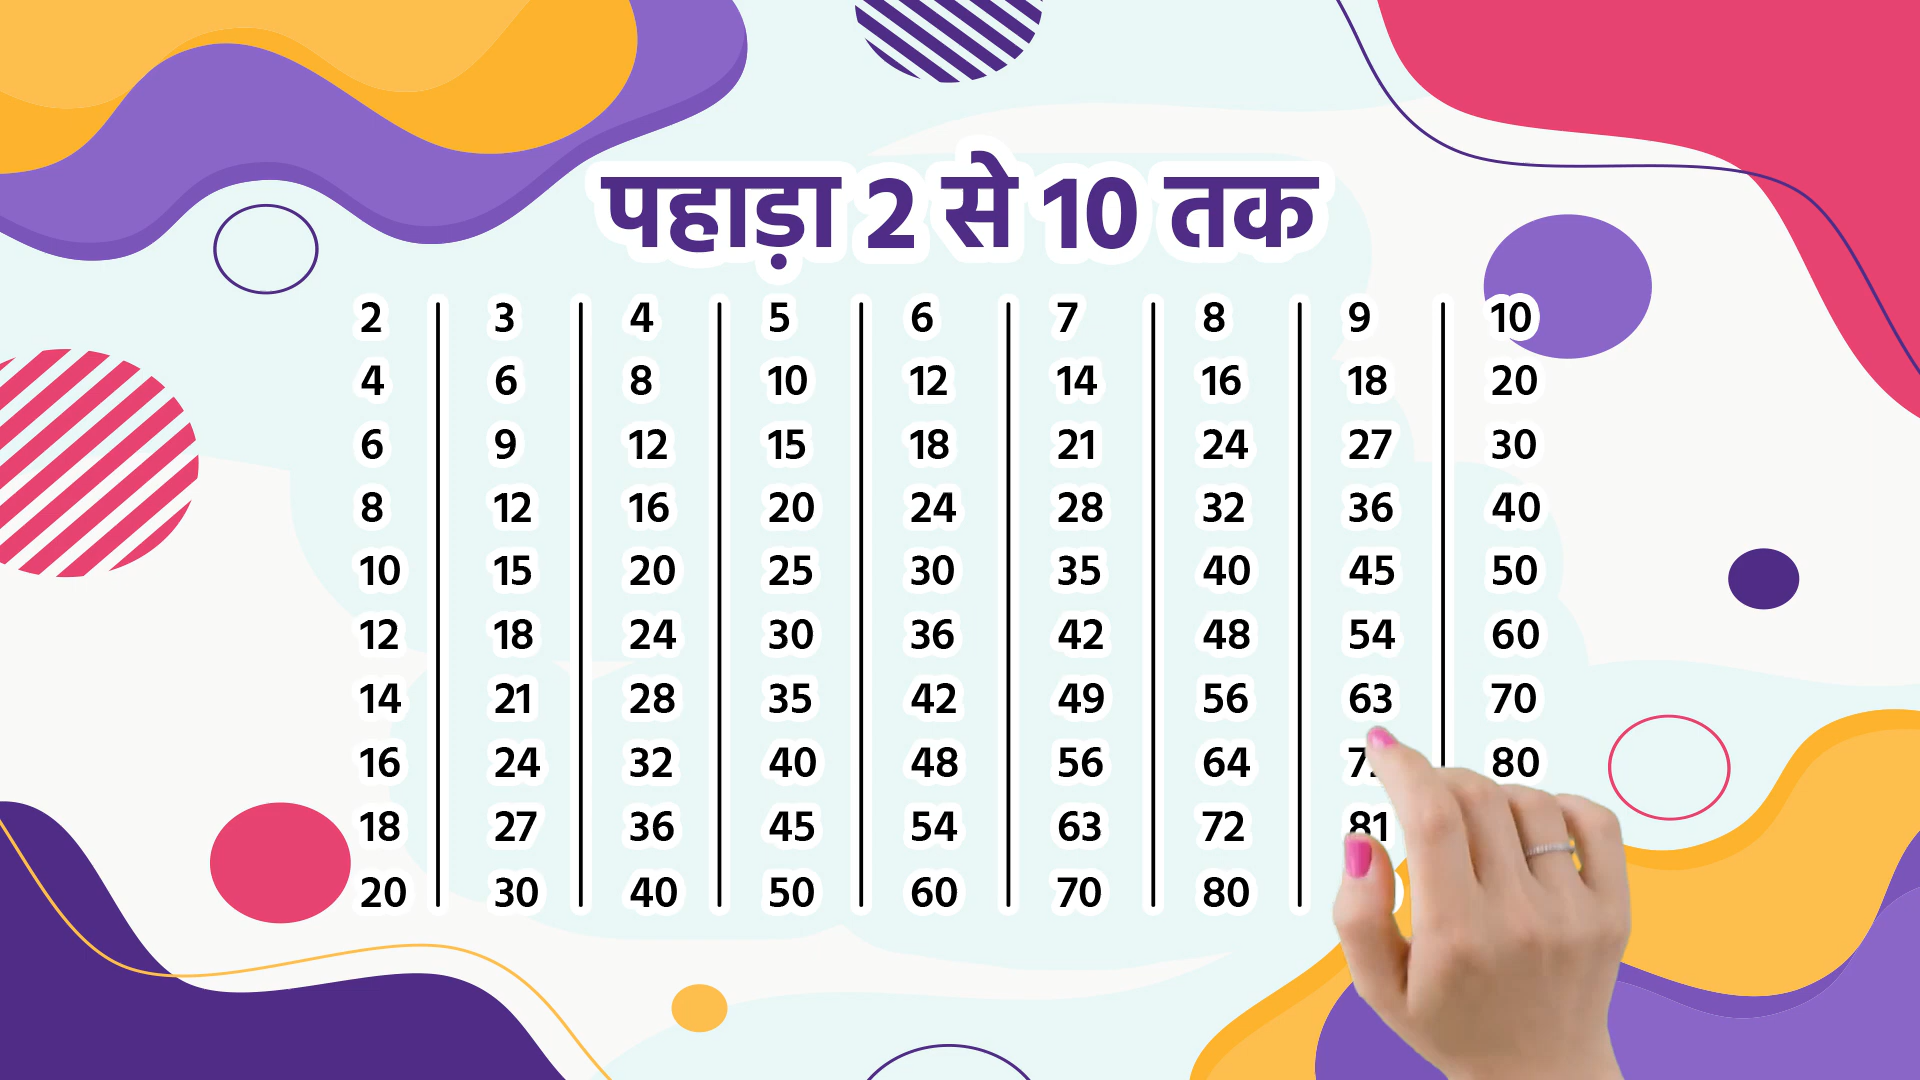 पहाड़ा 2 से 10 तक
2 3 4 5 6 7 8 9 10
4 6 8 10 12 14 16 18 20
6 9 12 15 18 21 24 27 30
8 12 16 20 24 28 32 36 40
10 15 20 25 30 35 40 45 50
12 18 24 30 36 42 48 54 60
14 21 28 35 42 49 56 63 70
16 24 32 40 48 56 64 80
18 27 36 45 54 63 72 81
20 30 40 50 60 70 80